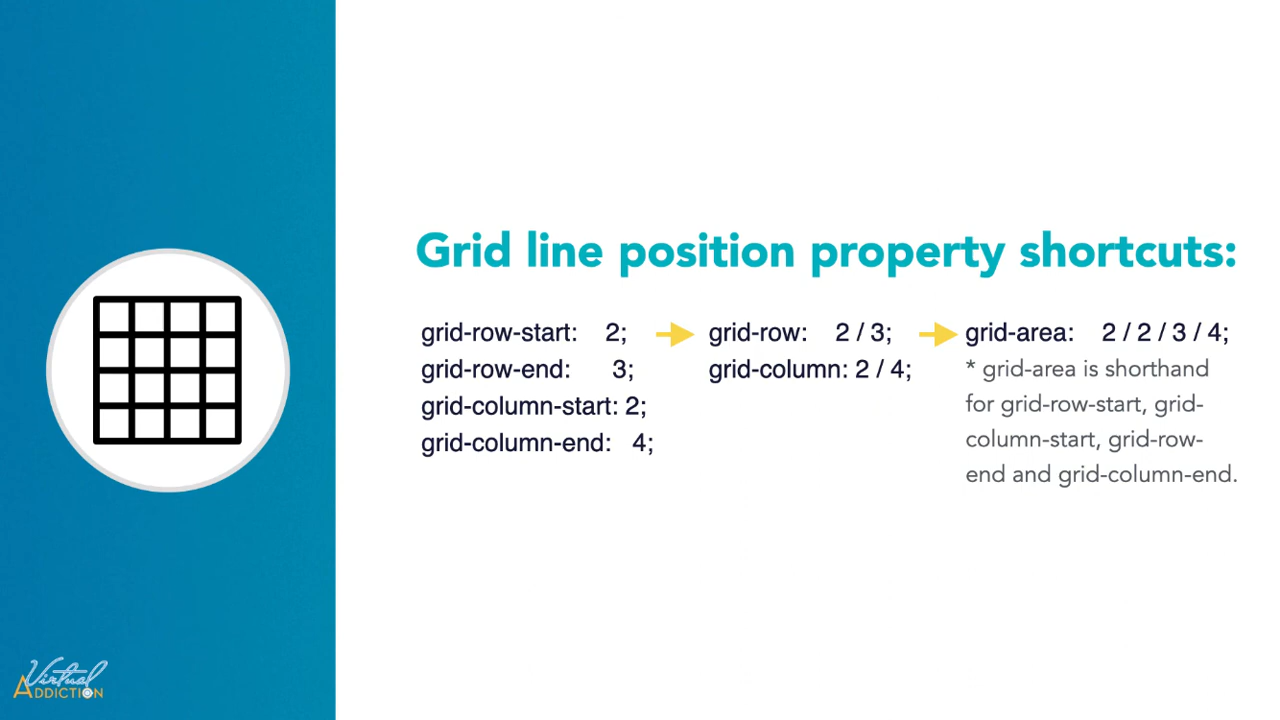 Grid line position property shortcuts:
grid-row-start: 2;
grid-row-end: 3;
grid-column-start: 2;
grid-column-end: 4;
grid-row: 2 / 3;
grid-column: 2 / 4;
grid-area: 2 / 2 / 3 / 4;
* grid-area is shorthand
for grid-row-start, grid-
column-start, grid-row-
end and grid-column-end.
Virtual
ADDICTION